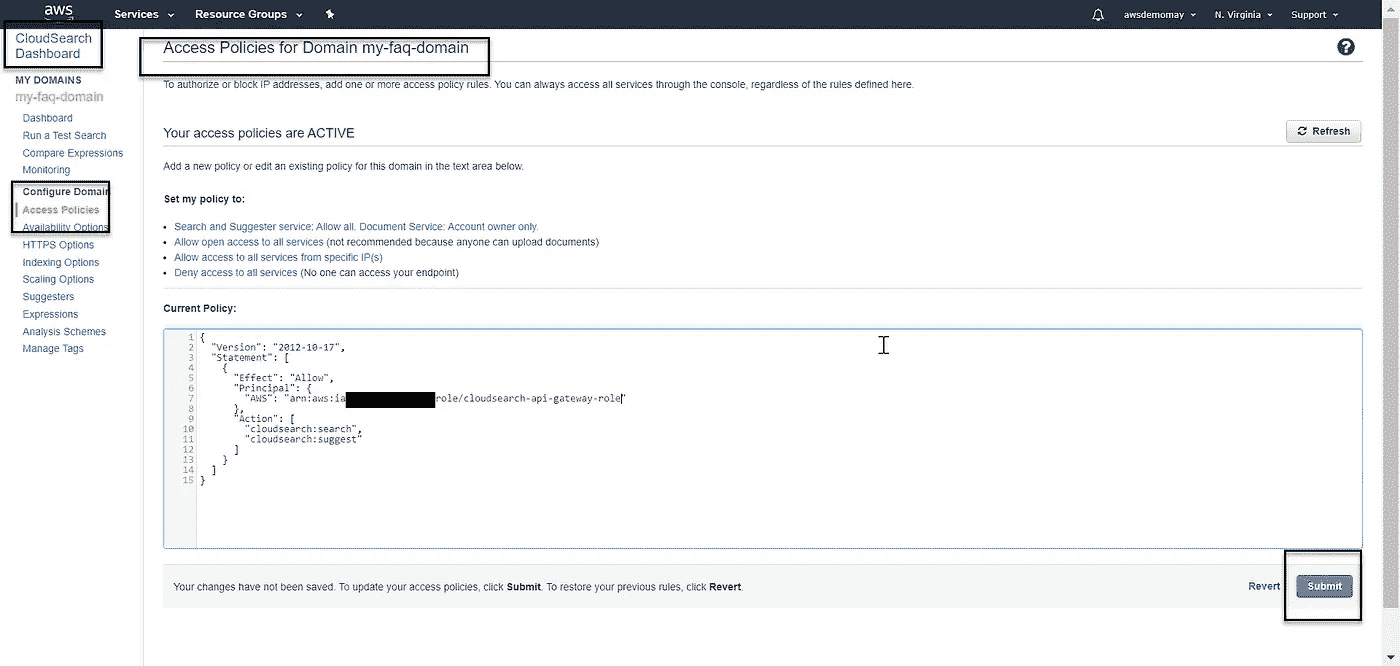 aws
Services
Resource Groups
awsdemomay
N. Virginia
Support
CloudSearch
Dashboard
MY DOMAINS
my-faq-domain
Dashboard
Run a Test Search
Compare Expressions
Monitoring
Configure Domain
Access Policies
Availability Options
HTTPS Options
Indexing Options
Scaling Options
Suggesters
Expressions
Analysis Schemes
Manage Tags
Access Policies for Domain my-faq-domain
?
To authorize or block IP addresses, add one or more access policy rules. You can always access all services through the console, regardless of the rules defined here.
Your access policies are ACTIVE
Refresh
Add a new policy or edit an existing policy for this domain in the text area below.
Set my policy to:
• Search and Suggester service: Allow all. Document Service: Account owner only.
• Allow open access to all services (not recommended because anyone can upload documents)
• Allow access to all services from specific IP(s)
• Deny access to all services (No one can access your endpoint)
Current Policy:
1 {
2 "Version": "2012-10-17",
3 "Statement": [
4 {
5 "Effect": "Allow",
6 "Principal": {
7 "AWS": "arn:aws:ia role/cloudsearch-api-gateway-role"
8 },
9 "Action": [
10 "cloudsearch:search",
11 "cloudsearch:suggest"
12 ]
13 }
14 ]
15 }
Your changes have not been saved. To update your access policies, click Submit. To restore your previous rules, click Revert.
Revert
Submit